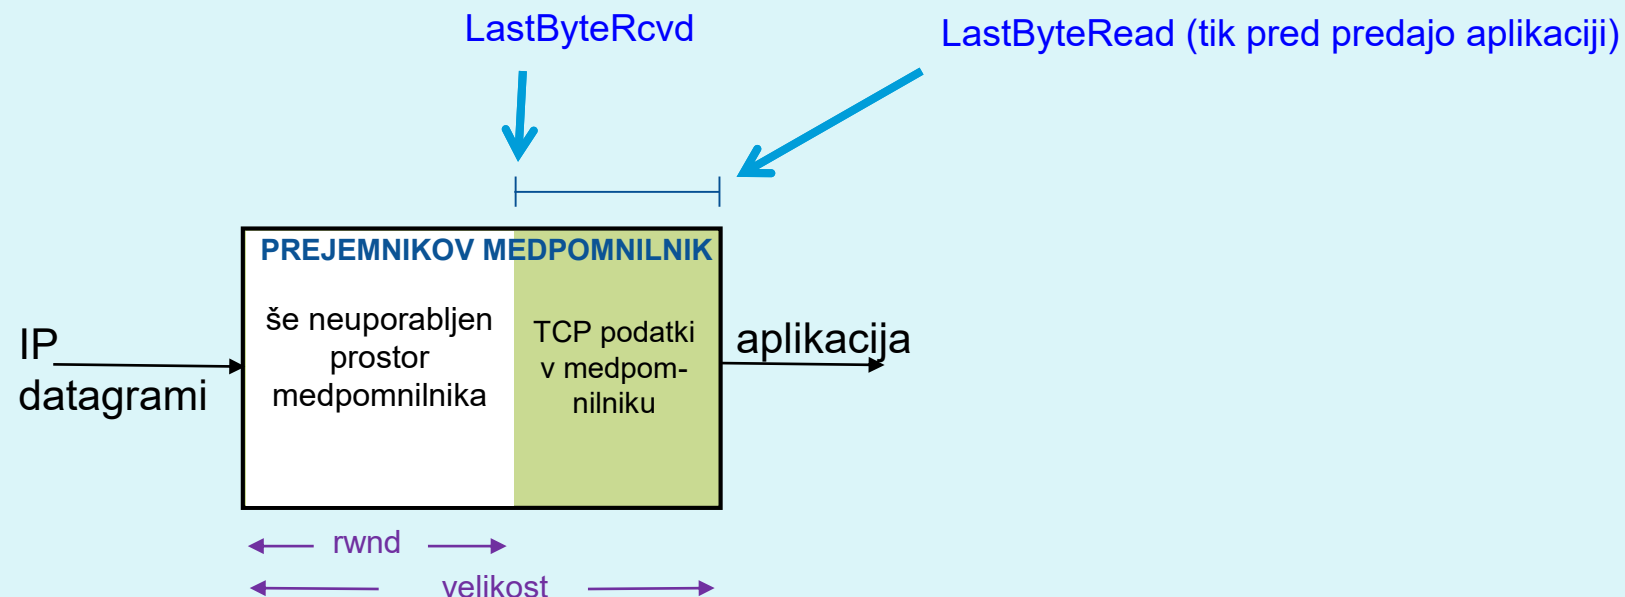 LastByteRcvd
LastByteRead (tik pred predajo aplikaciji)
PREJEMNIKOV MEDPOMNILNIK
še neuporabljen
prostor
medpomnilnika
TCP podatki
v medpom-
nilniku
IP
datagrami
aplikacija
rwnd
velikost